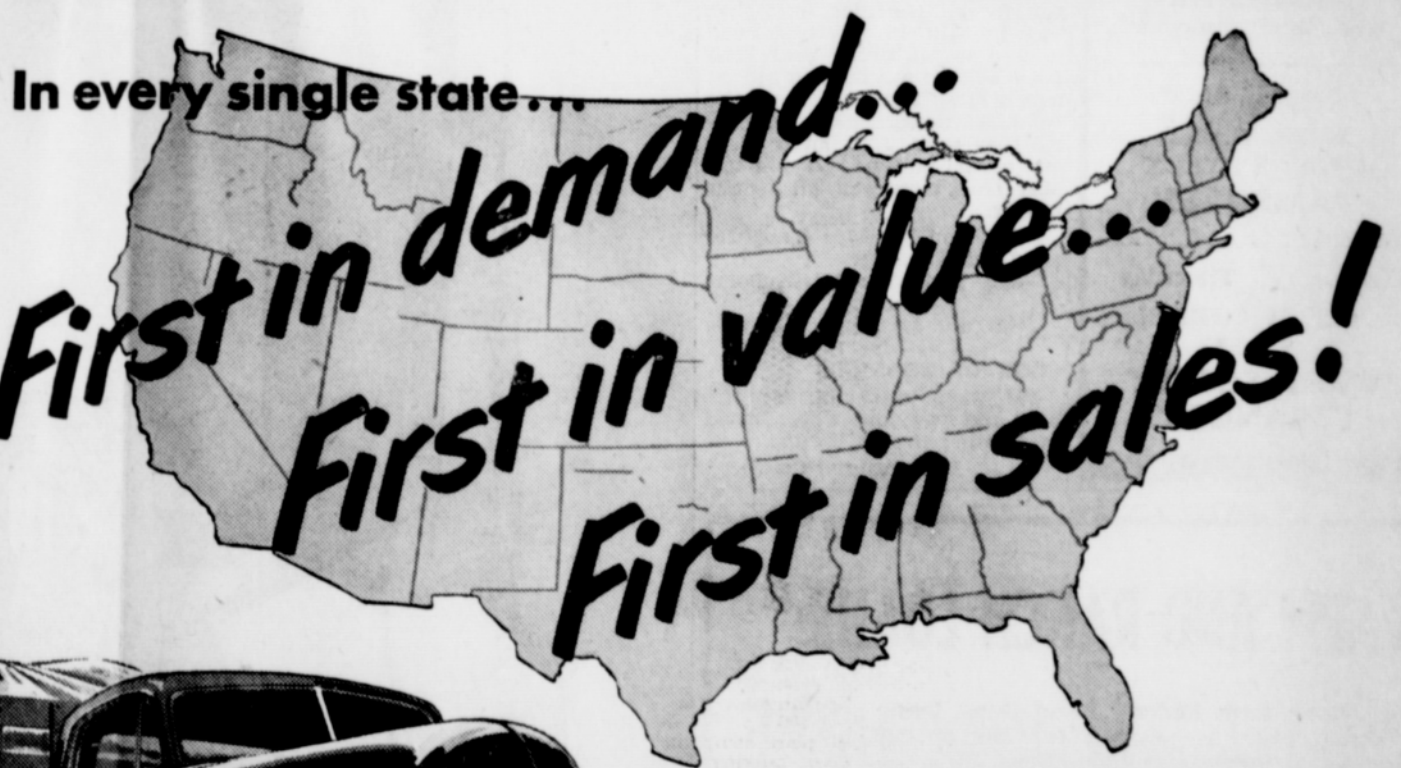 In every single state...
First in demand...
First in value...
First in sales!